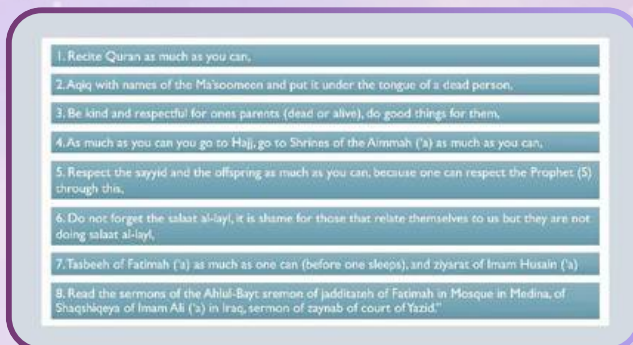 1. Recite Quran as much as you can,
2. Aqiq with names of the Ma'soomeen and put it under the tongue of a dead person,
3. Be kind and respectful for ones parents (dead or alive), do good things for them,
4. As much as you can you go to Hajj, go to Shrines of the Aimmah ('a) as much as you can,
5. Respect the sayyid and the offspring as much as you can, because one can respect the Prophet (S)
through this,
6. Do not forget the salaat al-layl, it is shame for those that relate themselves to us but they are not
doing salaat al-layl,
7. Tasbeeh of Fatimah ('a) as much as one can (before one sleeps), and ziyarat of Imam Husain ('a)
8. Read the sermons of the Ahlul-Bayt sremon of jadditateh of Fatimah in Mosque in Medina, of
Shaqshiqeya of Imam Ali ('a) in Iraq, sermon of zaynab of court of Yazid."